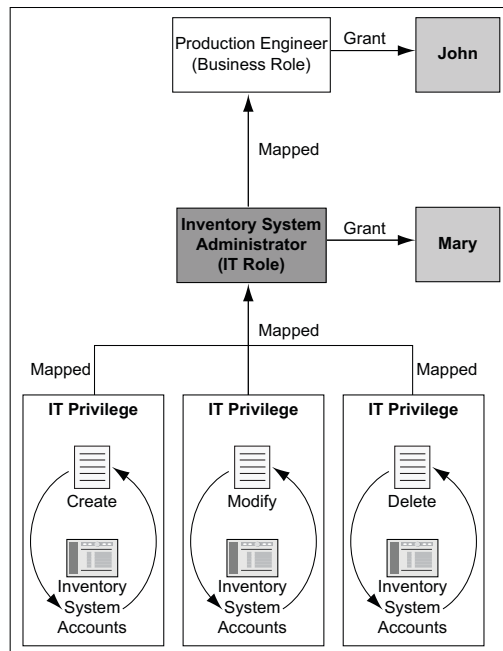 Production Engineer
(Business Role)
Grant
John
Mapped
Inventory System
Administrator
(IT Role)
Grant
Mary
Mapped
Mapped
Mapped
IT Privilege
Create
Inventory
System
Accounts
IT Privilege
Modify
Inventory
System
Accounts
IT Privilege
Delete
Inventory
System
Accounts